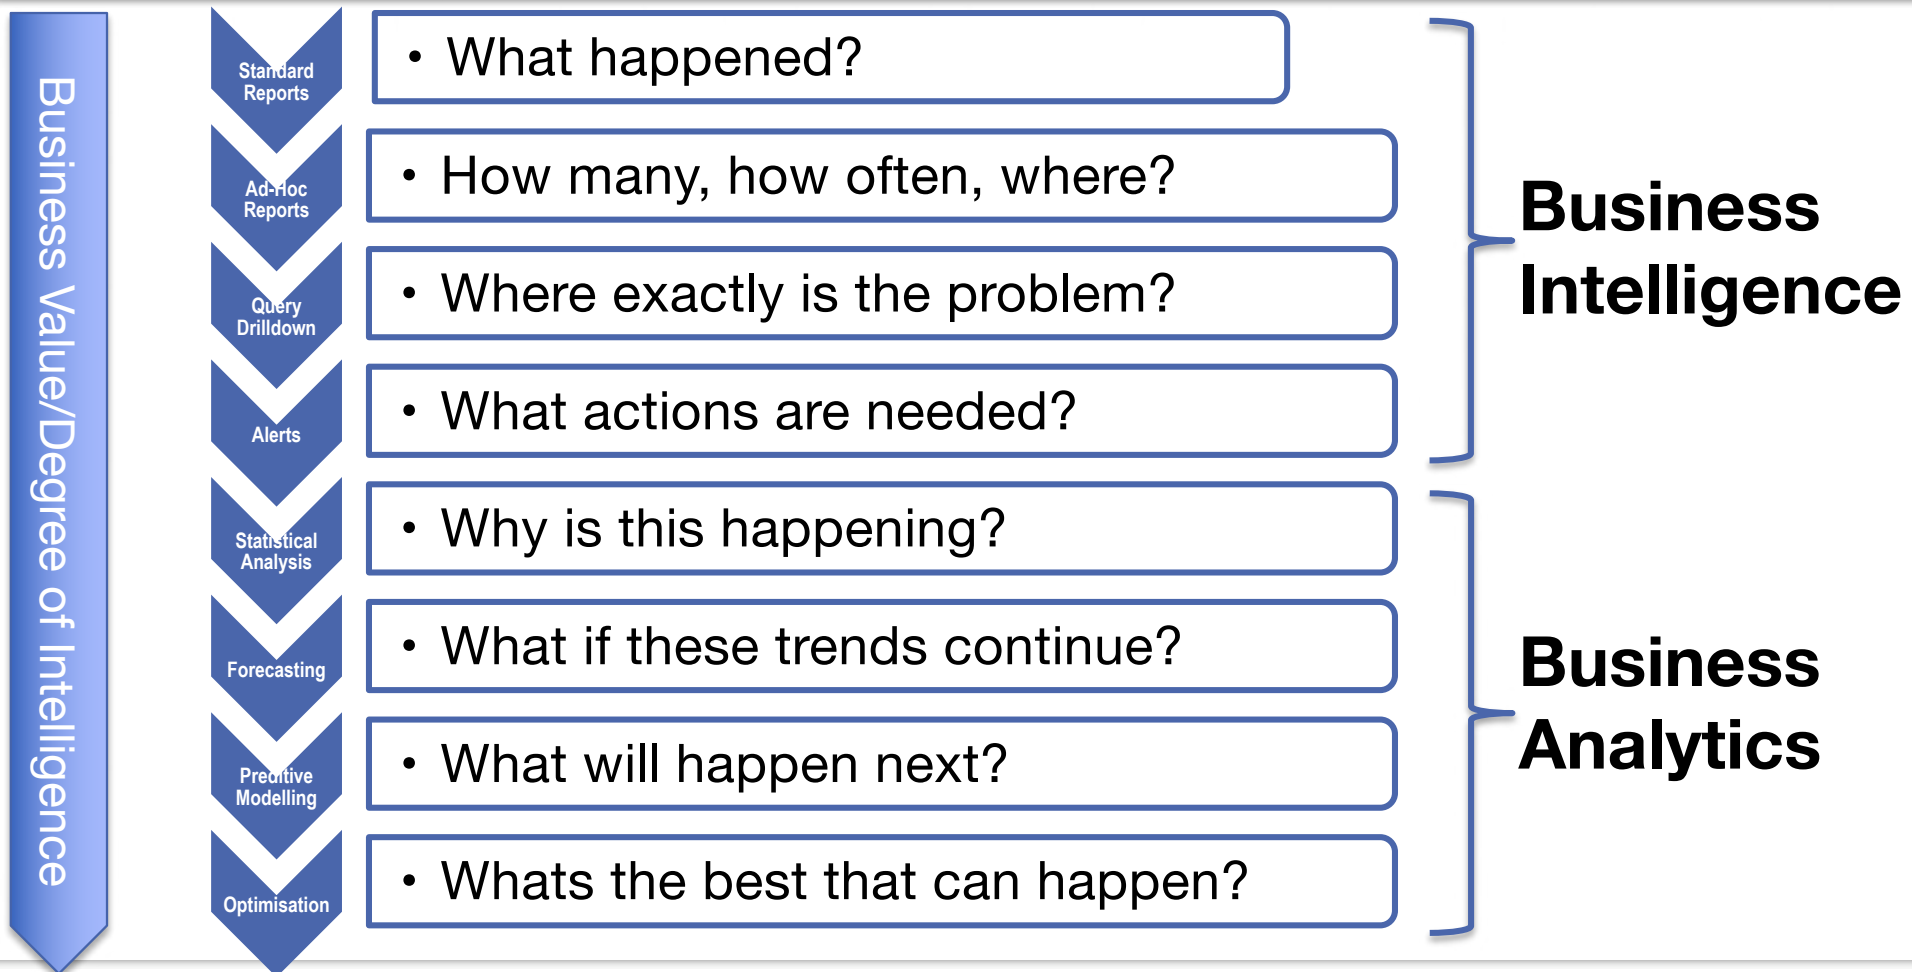 Business Value/Degree of Intelligence
Standard
Reports
• What happened?
Ad-Hoc
Reports
• How many, how often, where?
Query
Drilldown
• Where exactly is the problem?
Alerts
• What actions are needed?
Business
Intelligence
Statistical
Analysis
• Why is this happening?
Forecasting
• What if these trends continue?
Preditive
Modelling
• What will happen next?
Optimisation
• Whats the best that can happen?
Business
Analytics